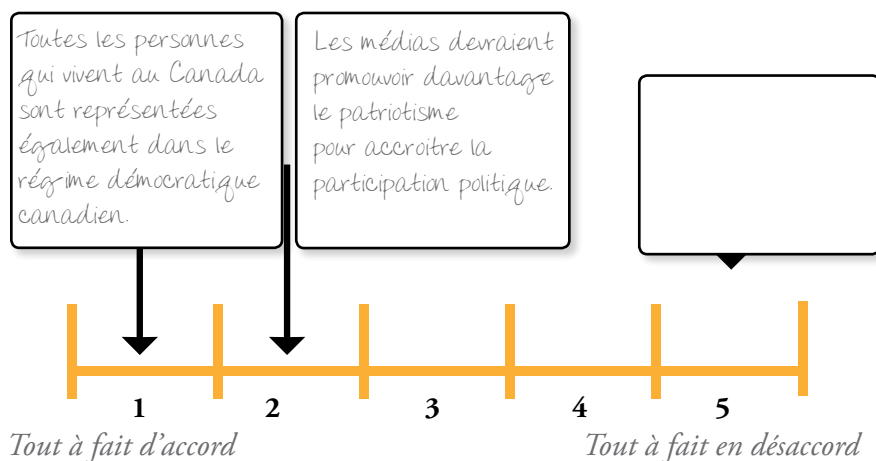 Toutes les personnes
qui vivent au Canada
sont représentées
également dans le
régime démocratique
canadien.
Les médias devraient
promouvoir davantage
le patriotisme
pour accroitre la
participation politique.
1 2 3 4 5
Tout à fait d’accord Tout à fait en désaccord